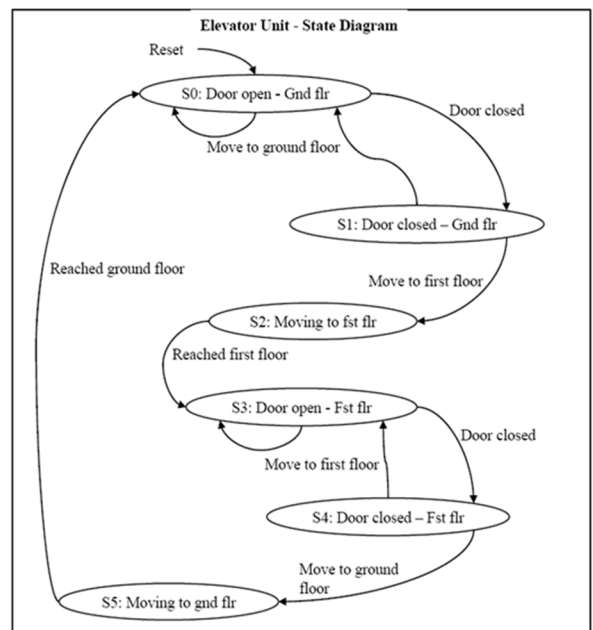 Elevator Unit - State Diagram
Reset
S0: Door open - Gnd flr
Door closed
Move to ground floor
S1: Door closed – Gnd flr
Reached ground floor
Move to first floor
S2: Moving to fst flr
Reached first floor
S3: Door open - Fst flr
Door closed
Move to first floor
S4: Door closed – Fst flr
Move to ground
floor
S5: Moving to gnd flr